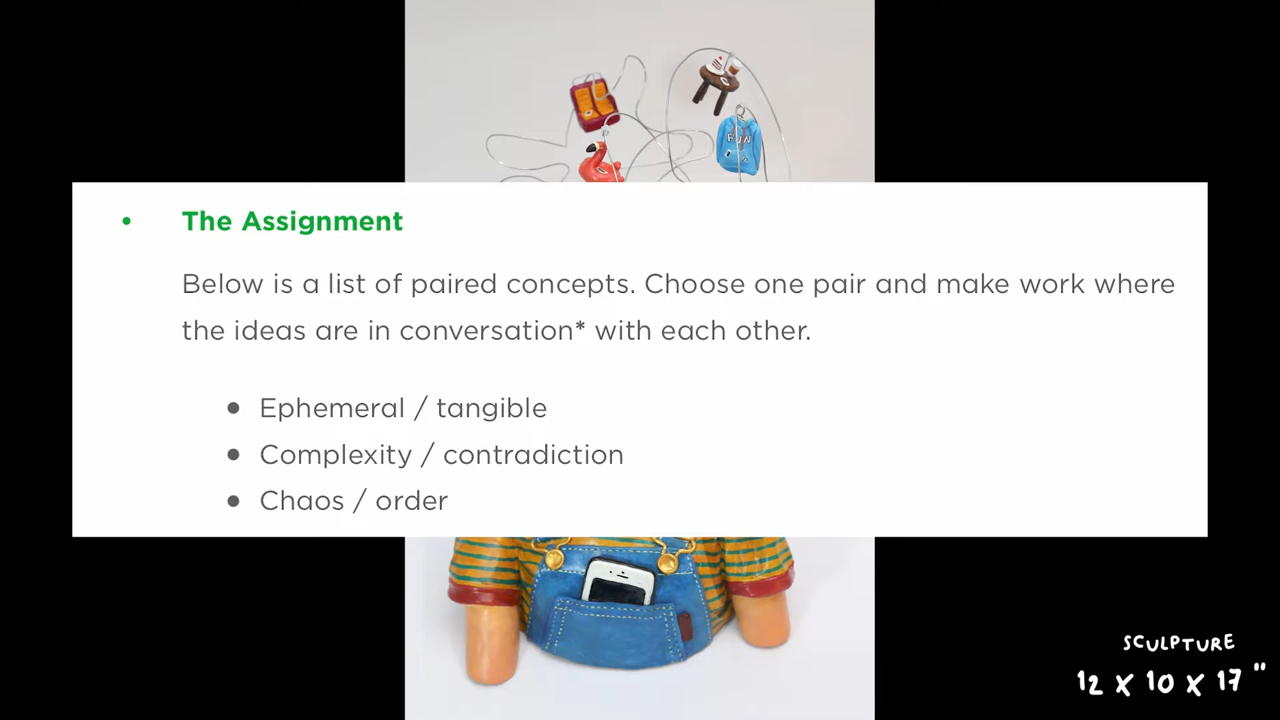 RUN
• The Assignment
Below is a list of paired concepts. Choose one pair and make work where
the ideas are in conversation* with each other.
● Ephemeral / tangible
● Complexity / contradiction
● Chaos / order
SCULPTURE
12 X 10 X 17"